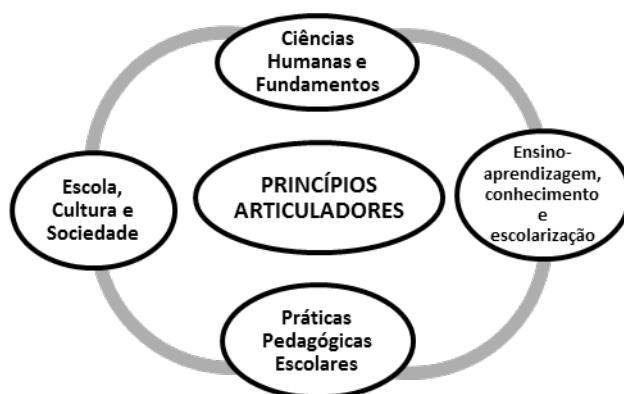 Ciências
Humanas e
Fundamentos
Escola,
Cultura e
Sociedade
PRINCÍPIOS
ARTICULADORES
Ensino-
aprendizagem,
conhecimento
e
escolarização
Práticas
Pedagógicas
Escolares